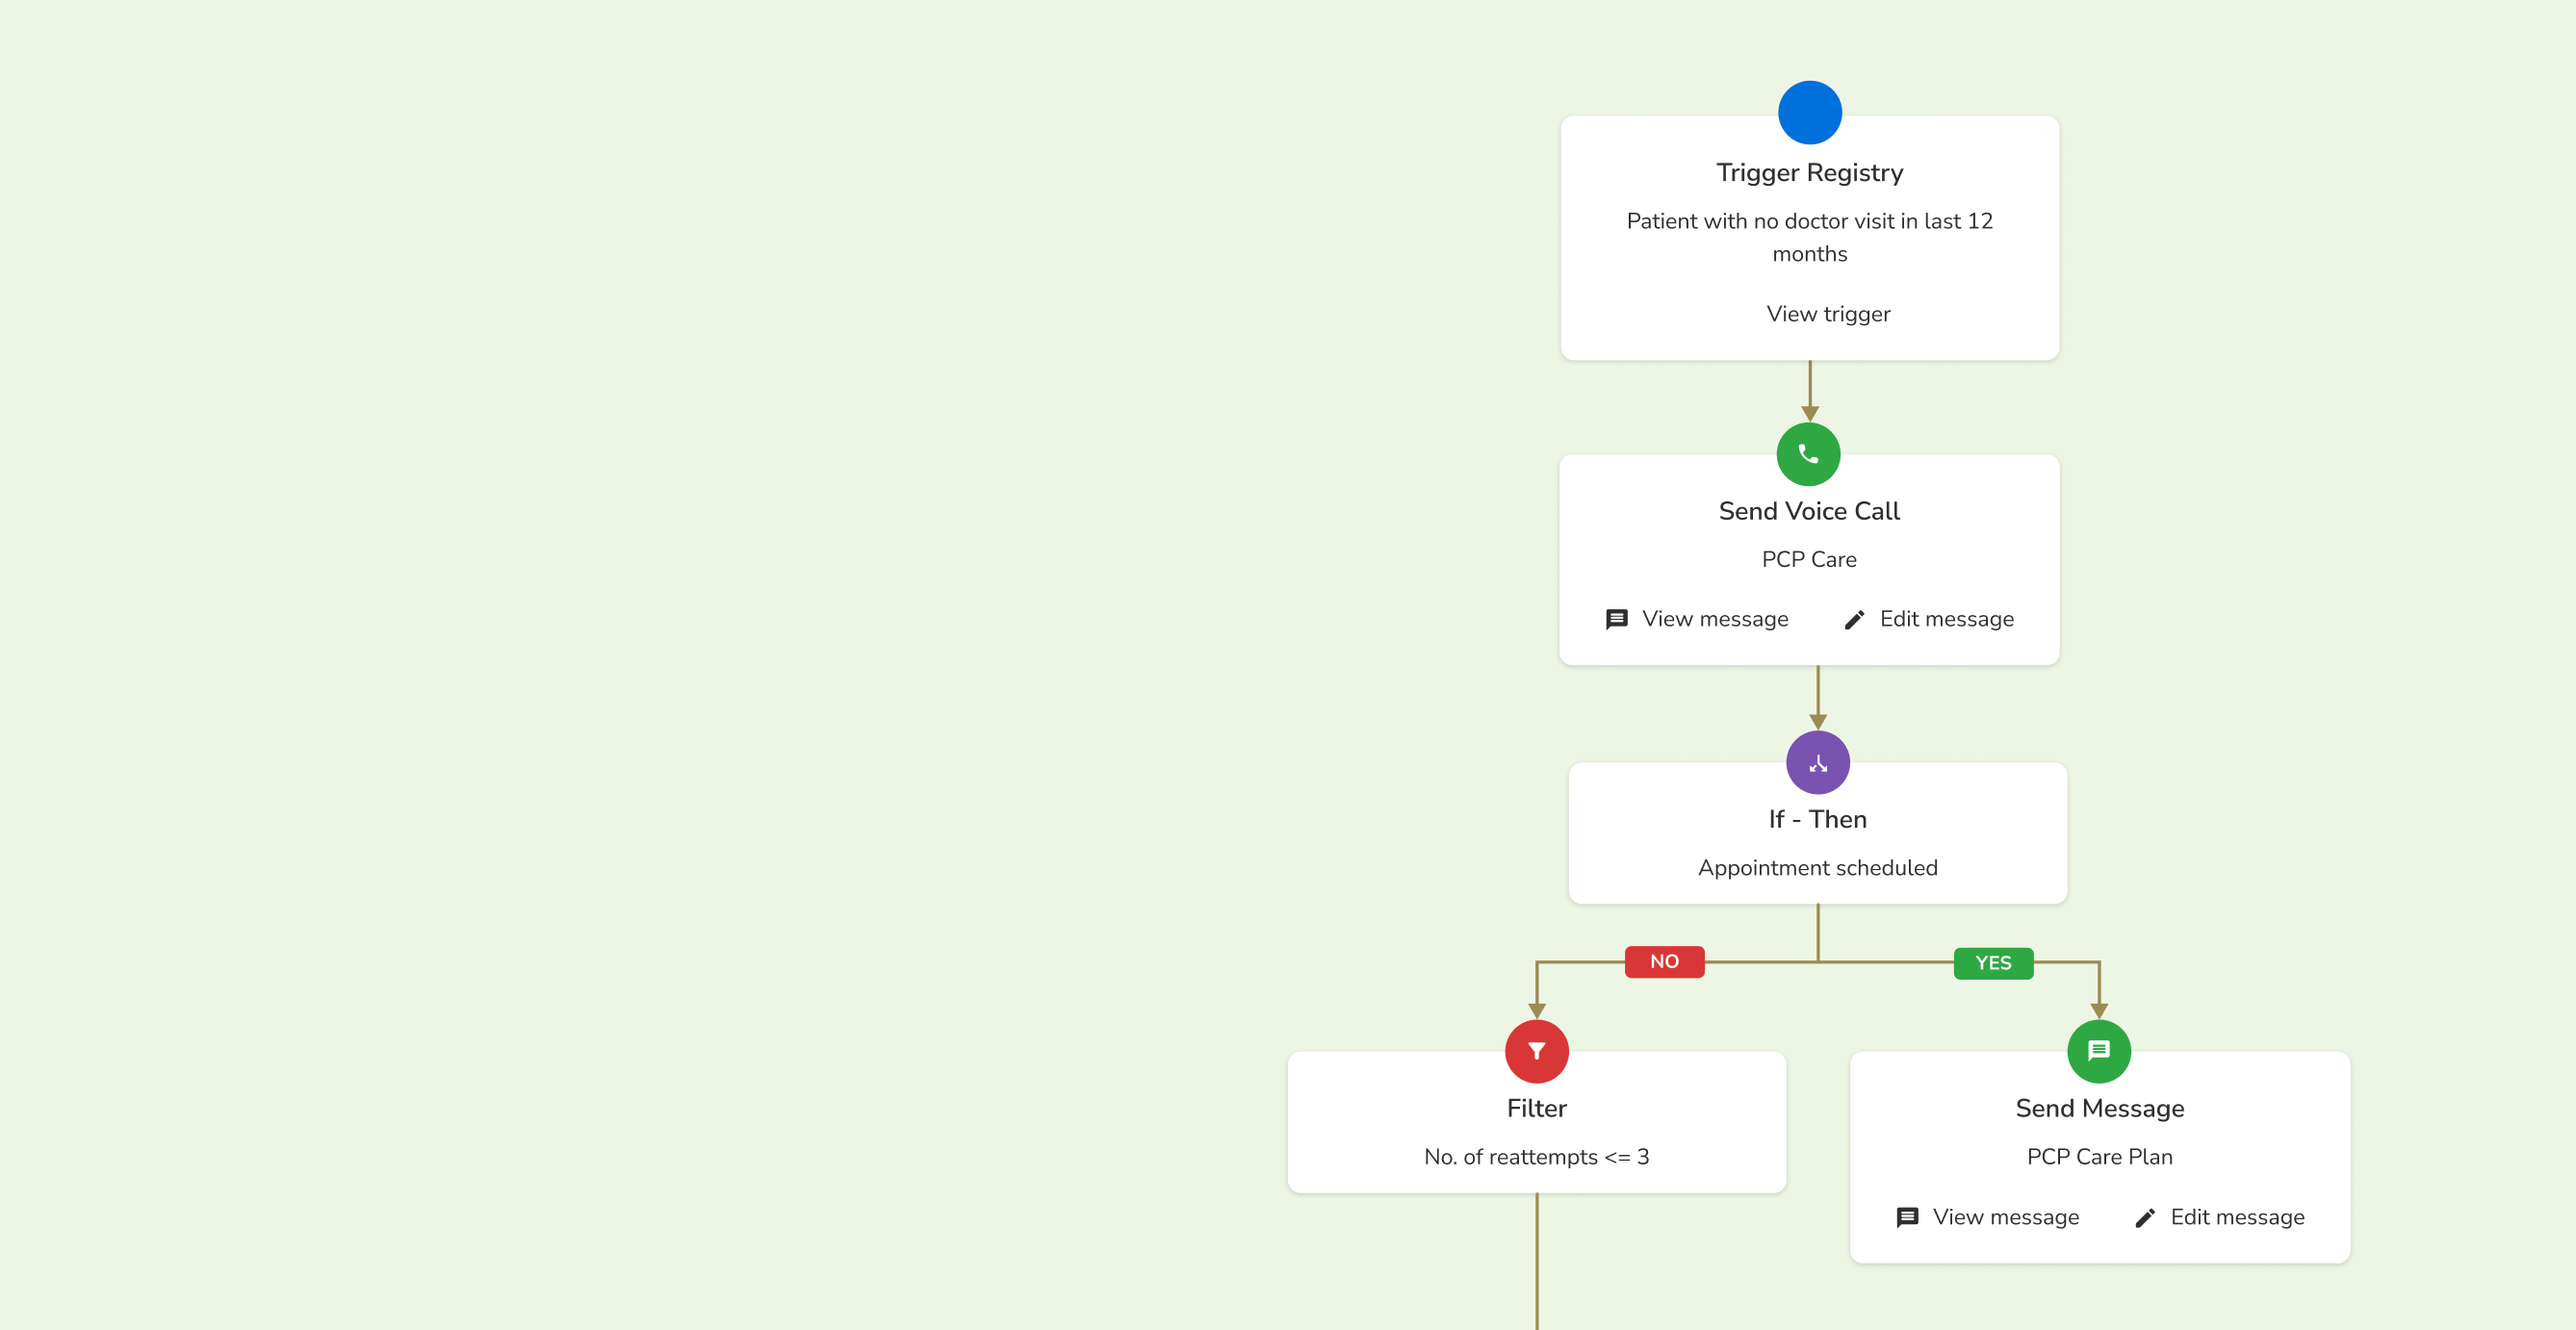 Trigger Registry
Patient with no doctor visit in last 12
months
View trigger
Send Voice Call
PCP Care
View message
Edit message
If - Then
Appointment scheduled
NO
YES
Filter
No. of reattempts <= 3
Send Message
PCP Care Plan
View message
Edit message